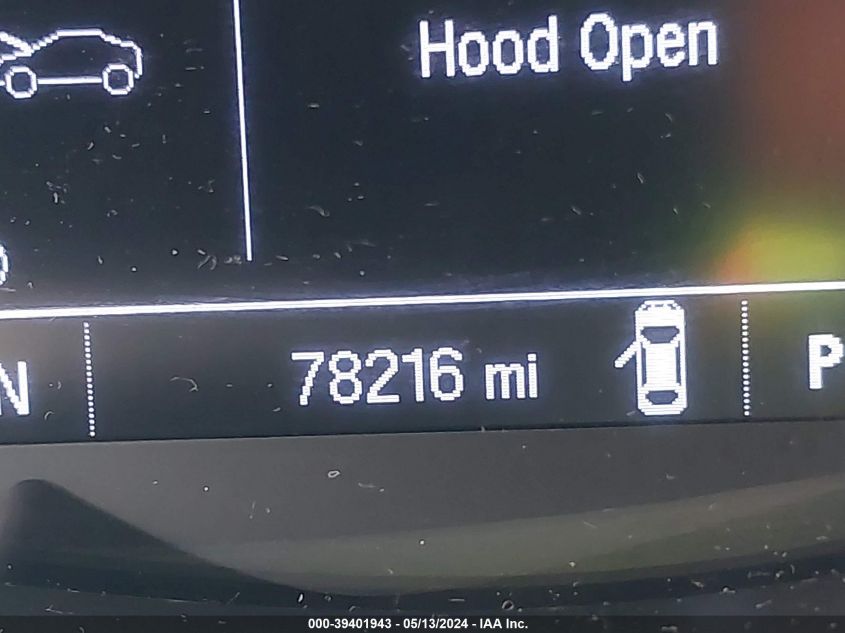 Hood Open
N
78216 mi
P
000-39401943 - 05/13/2024 - IAA Inc.